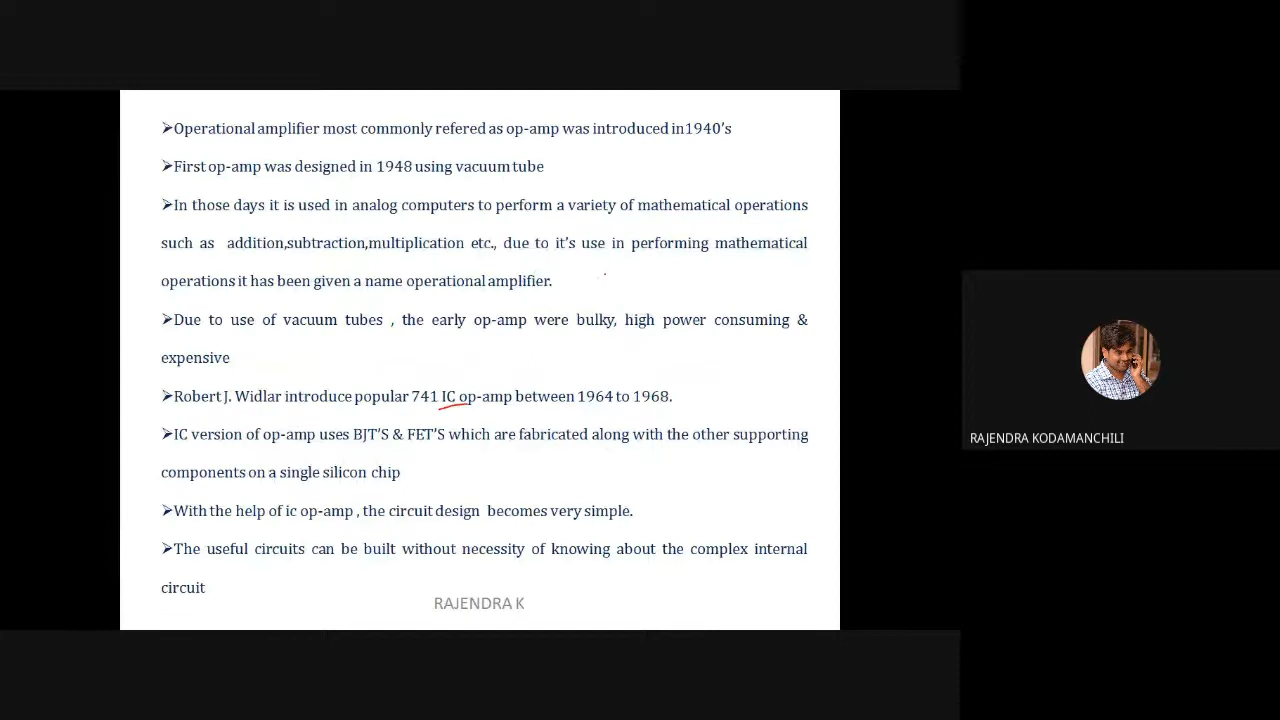 ➢Operational amplifier most commonly refered as op-amp was introduced in1940’s
➢First op-amp was designed in 1948 using vacuum tube
➢In those days it is used in analog computers to perform a variety of mathematical operations
such as addition,subtraction,multiplication etc., due to it’s use in performing mathematical
operations it has been given a name operational amplifier.
➢Due to use of vacuum tubes , the early op-amp were bulky, high power consuming &
expensive
➢Robert J. Widlar introduce popular 741 IC op-amp between 1964 to 1968.
➢IC version of op-amp uses BJT’S & FET’S which are fabricated along with the other supporting
components on a single silicon chip
➢With the help of ic op-amp , the circuit design becomes very simple.
➢The useful circuits can be built without necessity of knowing about the complex internal
circuit
RAJENDRA K
RAJENDRA KODAMANCHILI